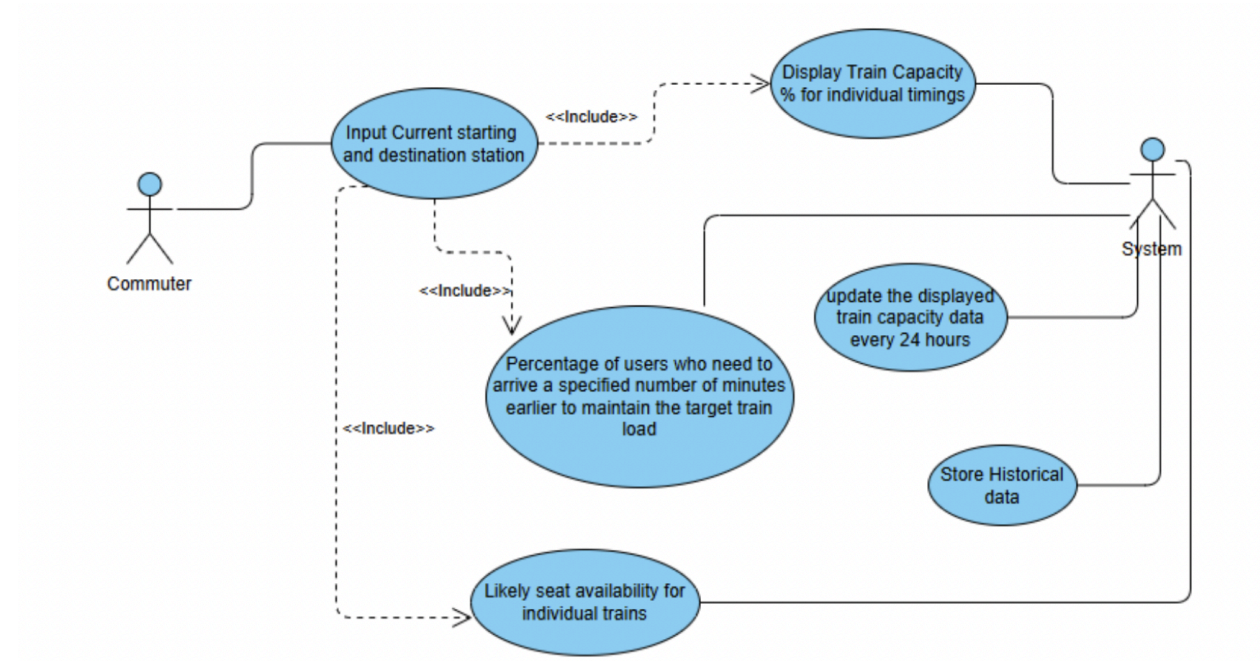 Display Train Capacity
% for individual timings
<<Include>>
Input Current starting
and destination station
Commuter
System
<<Include>>
update the displayed
train capacity data
every 24 hours
Percentage of users who need to
arrive a specified number of minutes
earlier to maintain the target train
load
<<Include>>
Store Historical
data
Likely seat availability for
individual trains